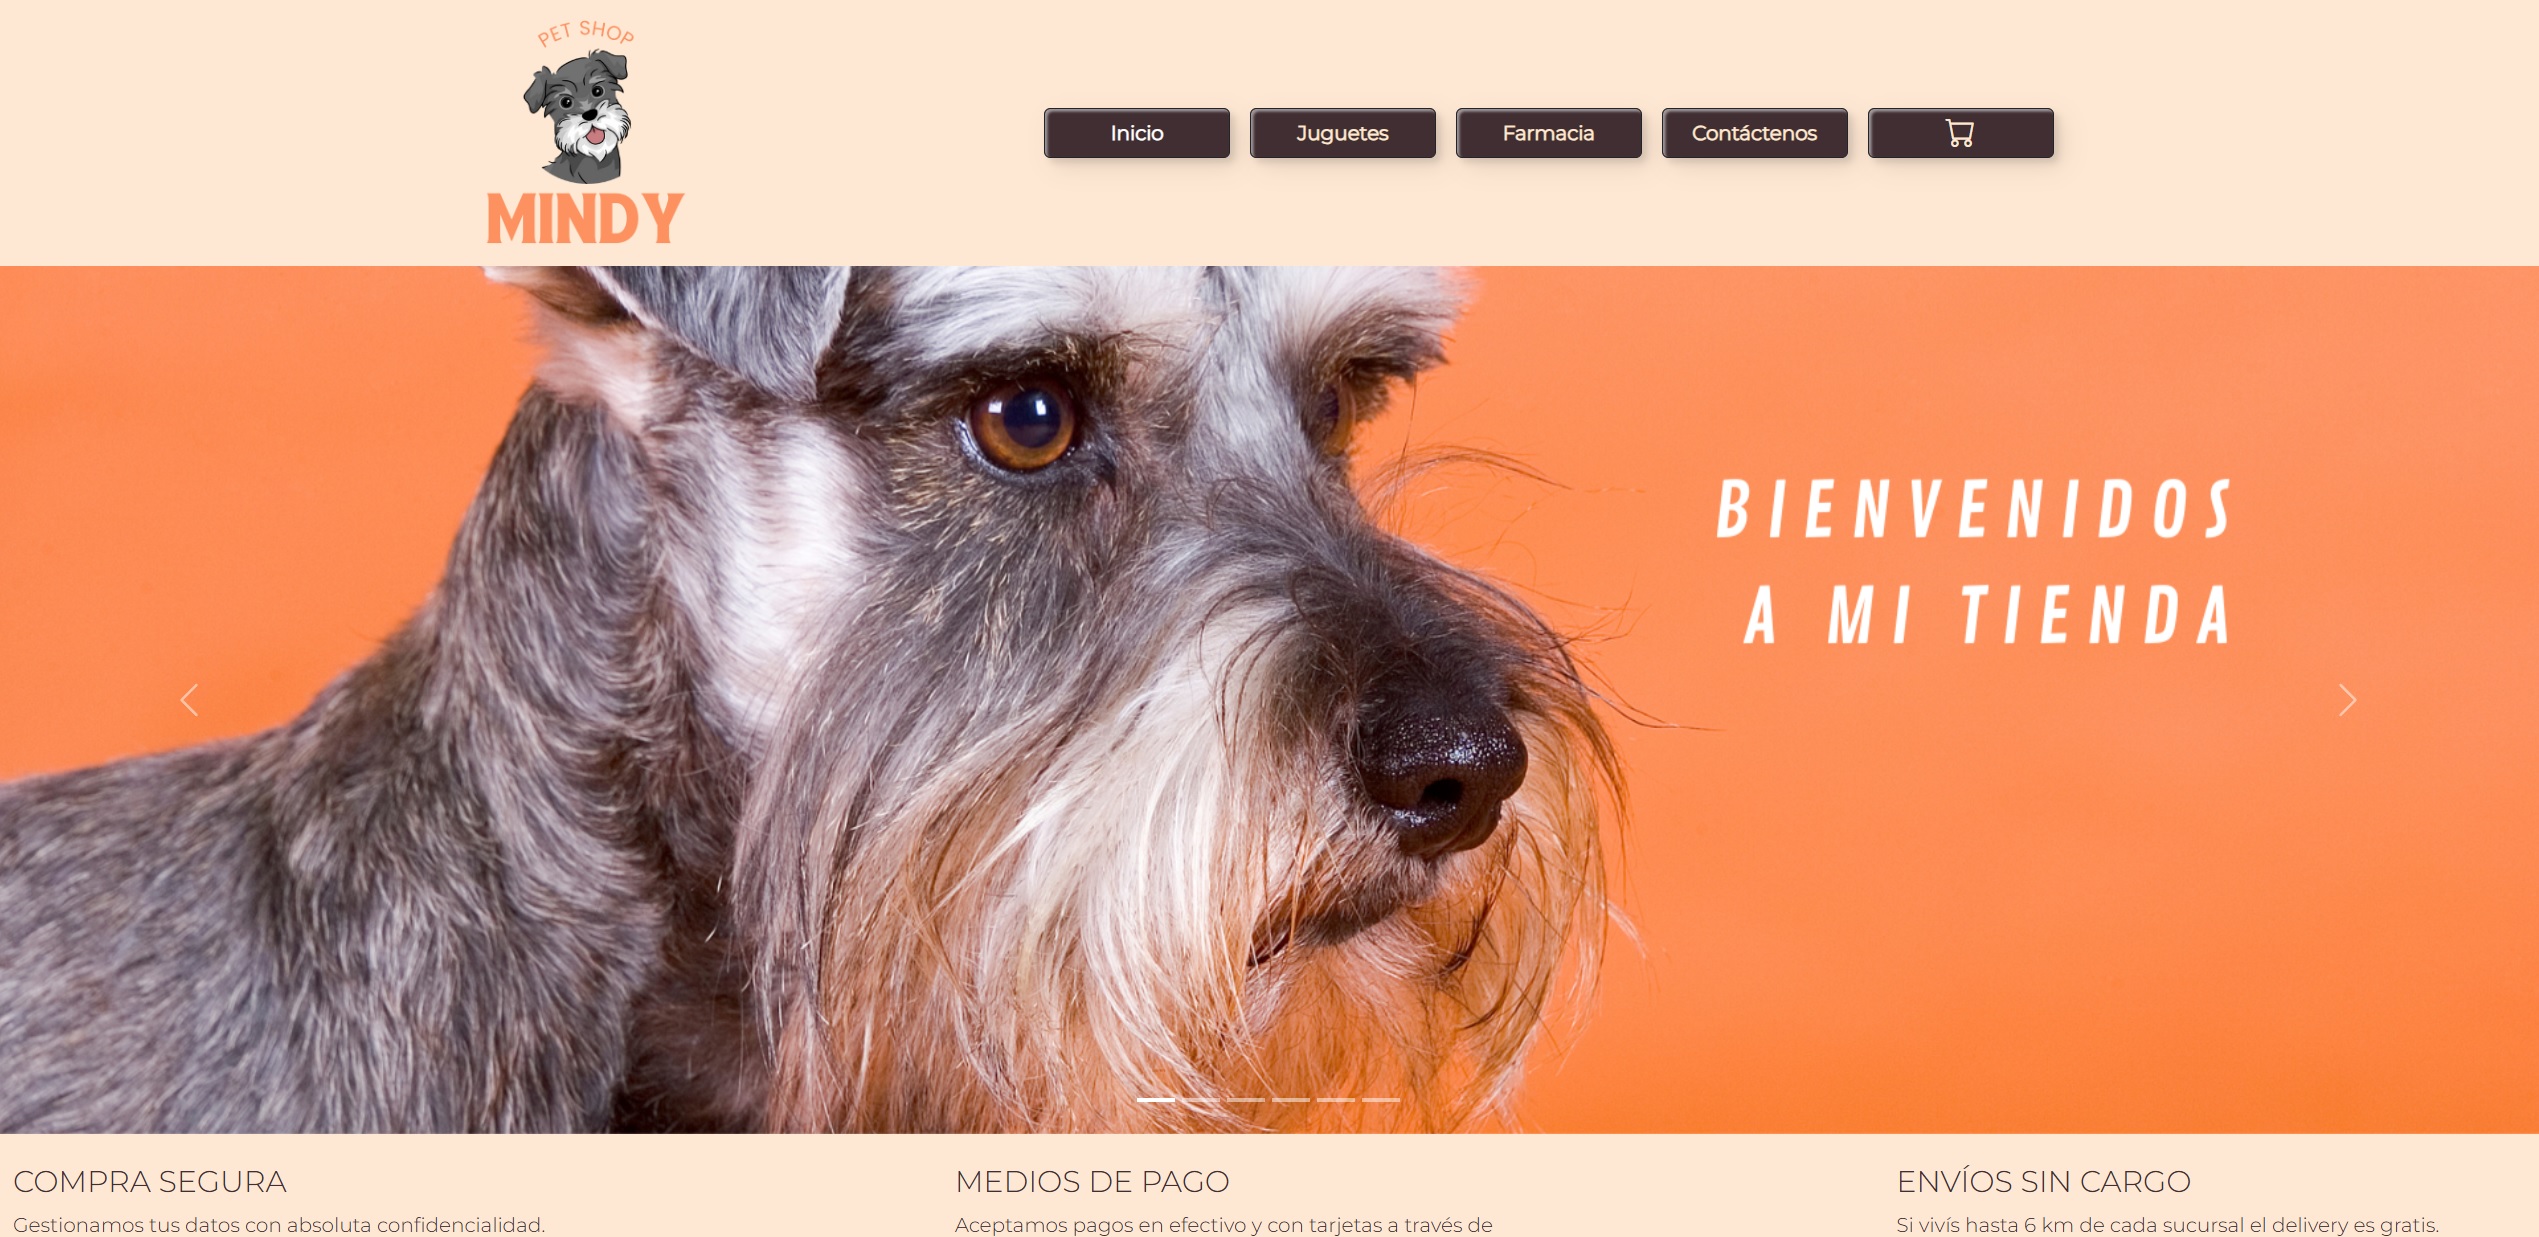 PET SHOP
MINDY
Inicio
Juguetes
Farmacia
Contáctenos
BIENVENIDOS
A MI TIENDA
COMPRA SEGURA
Gestionamos tus datos con absoluta confidencialidad.
MEDIOS DE PAGO
Aceptamos pagos en efectivo y con tarjetas a través de
ENVÍOS SIN CARGO
Si vivís hasta 6 km de cada sucursal el delivery es gratis.